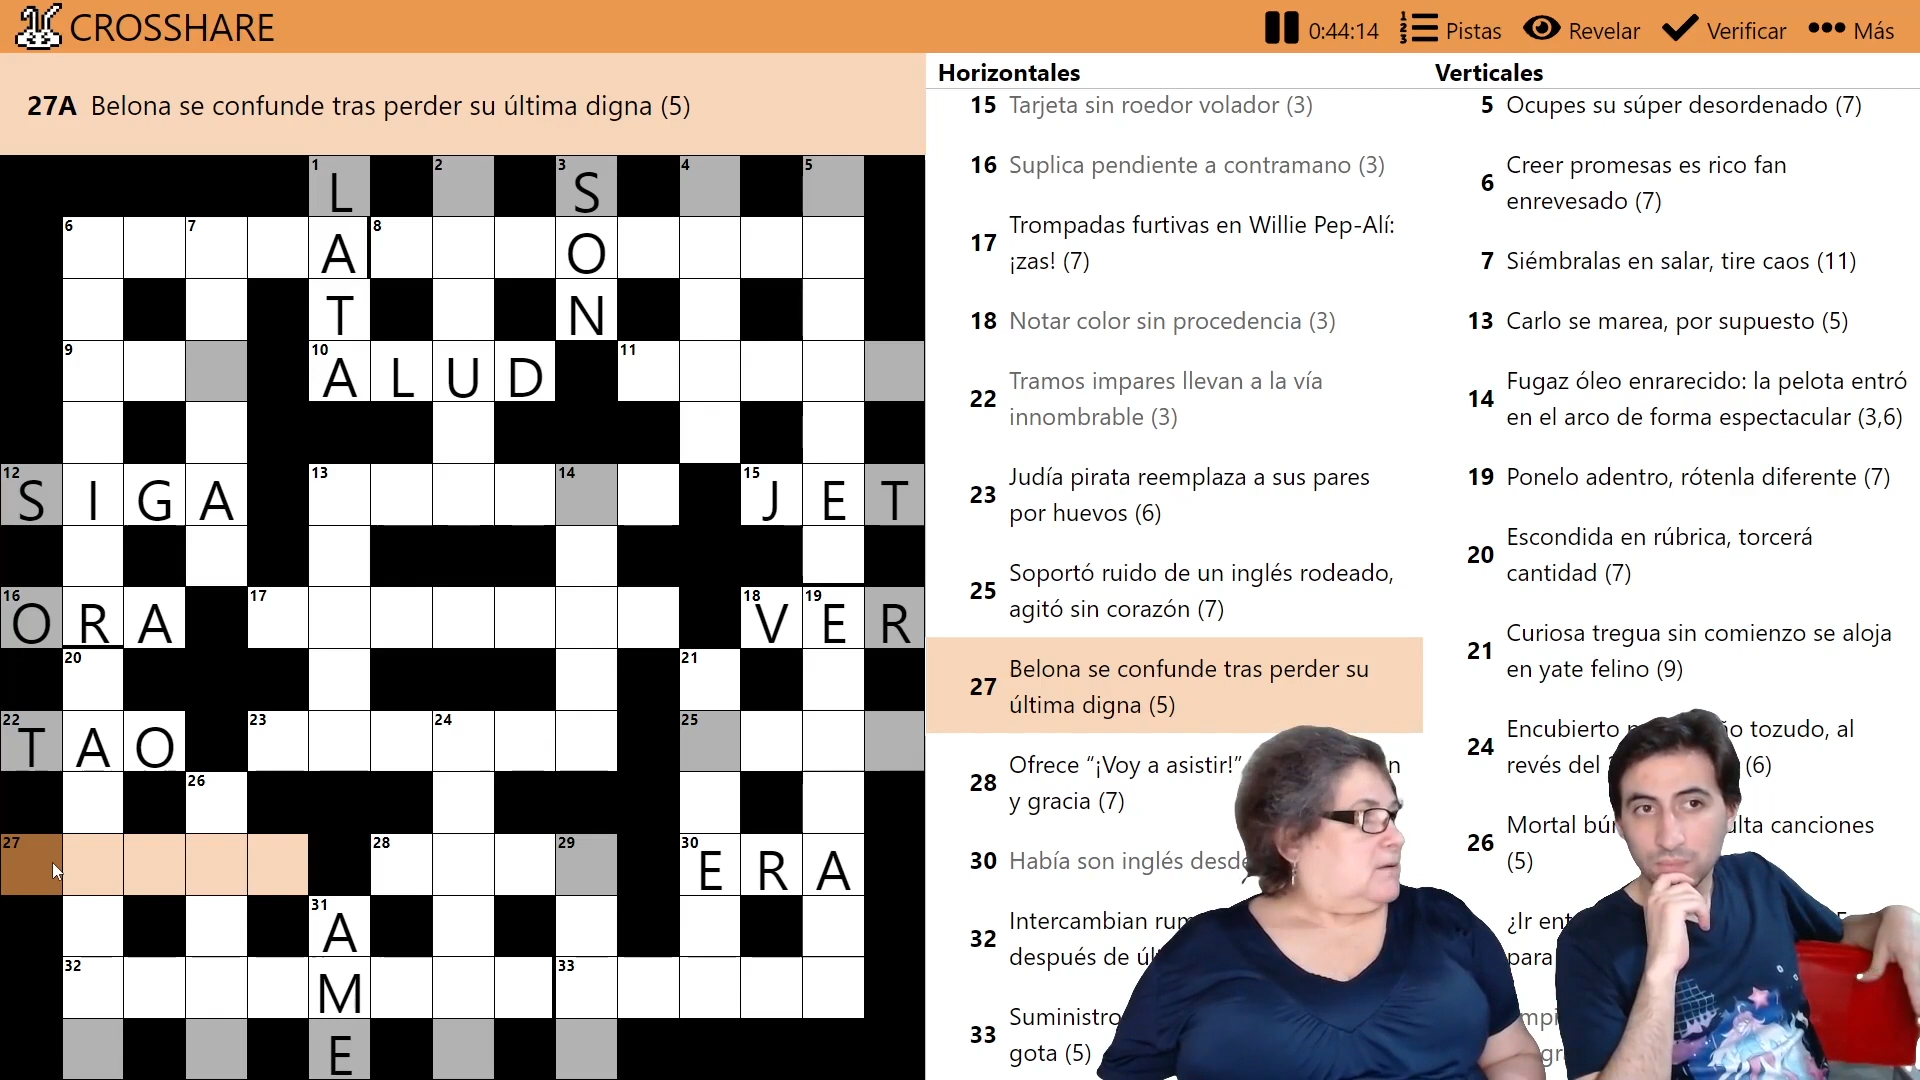 CROSSHARE
0:44:14 Pistas Revelar Verificar Más
27A Belona se confunde tras perder su última digna (5)
1 2 3 4 5
L S
6 7 8
A O
T N
9 10 11
A L U D
12 13 14 15
S I G A J E T
16 17 18 19
O R A V E R
20 21
22 23 24 25
T A O
26
27 28 29 30
E R A
31
A
32 33
M
E
Horizontales
15 Tarjeta sin roedor volador (3)
16 Suplica pendiente a contramano (3)
17 Trompadas furtivas en Willie Pep-Alí:
¡zas! (7)
18 Notar color sin procedencia (3)
22 Tramos impares llevan a la vía
innombrable (3)
23 Judía pirata reemplaza a sus pares
por huevos (6)
25 Soportó ruido de un inglés rodeado,
agitó sin corazón (7)
27 Belona se confunde tras perder su
última digna (5)
28 Ofrece “¡Voy a asistir!”
y gracia (7)
30 Había son inglés desde
32 Intercambian
después de
33 Suministro
gota (5)
Verticales
5 Ocupes su súper desordenado (7)
6 Creer promesas es rico fan
enrevesado (7)
7 Siémbralas en salar, tire caos (11)
13 Carlo se marea, por supuesto (5)
14 Fugaz óleo enrarecido: la pelota entró
en el arco de forma espectacular (3,6)
19 Ponelo adentro, rótenla diferente (7)
20 Escondida en rúbrica, torcerá
cantidad (7)
21 Curiosa tregua sin comienzo se aloja
en yate felino (9)
24 Encubierto tozudo, al
revés del (6)
26 Mortal canciones
(5)
¿Ir
para